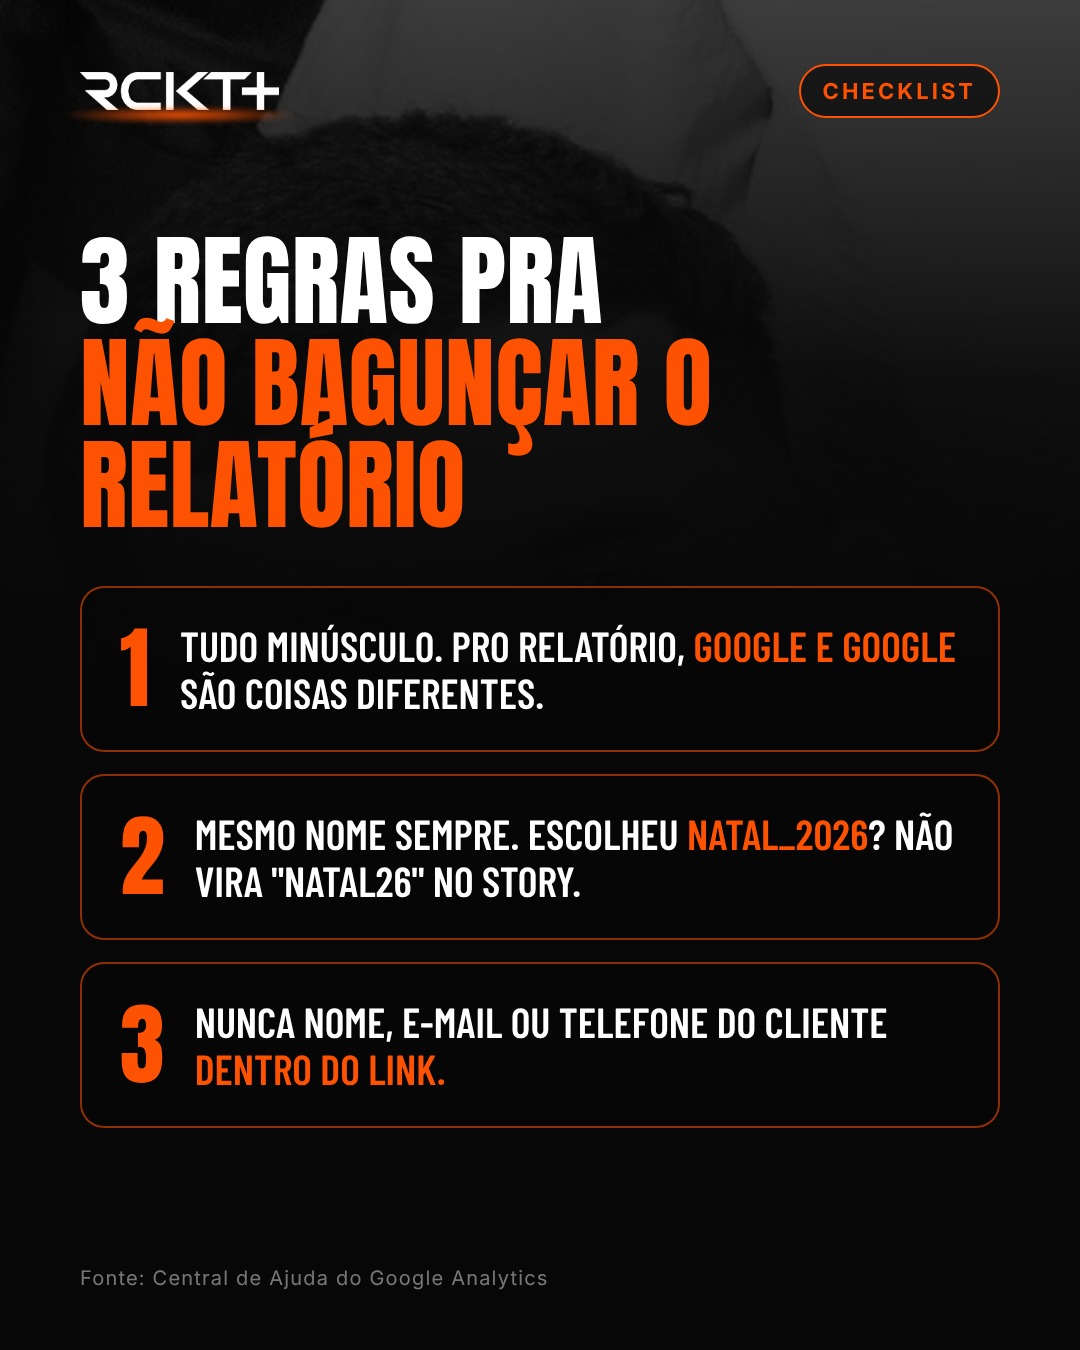 RCKT+
CHECKLIST
3 REGRAS PRA
NÃO BAGUNÇAR O
RELATÓRIO
1
TUDO MINÚSCULO. PRO RELATÓRIO, GOOGLE E GOOGLE
SÃO COISAS DIFERENTES.
2
MESMO NOME SEMPRE. ESCOLHEU NATAL_2026? NÃO
VIRA "NATAL26" NO STORY.
3
NUNCA NOME, E-MAIL OU TELEFONE DO CLIENTE
DENTRO DO LINK.
Fonte: Central de Ajuda do Google Analytics